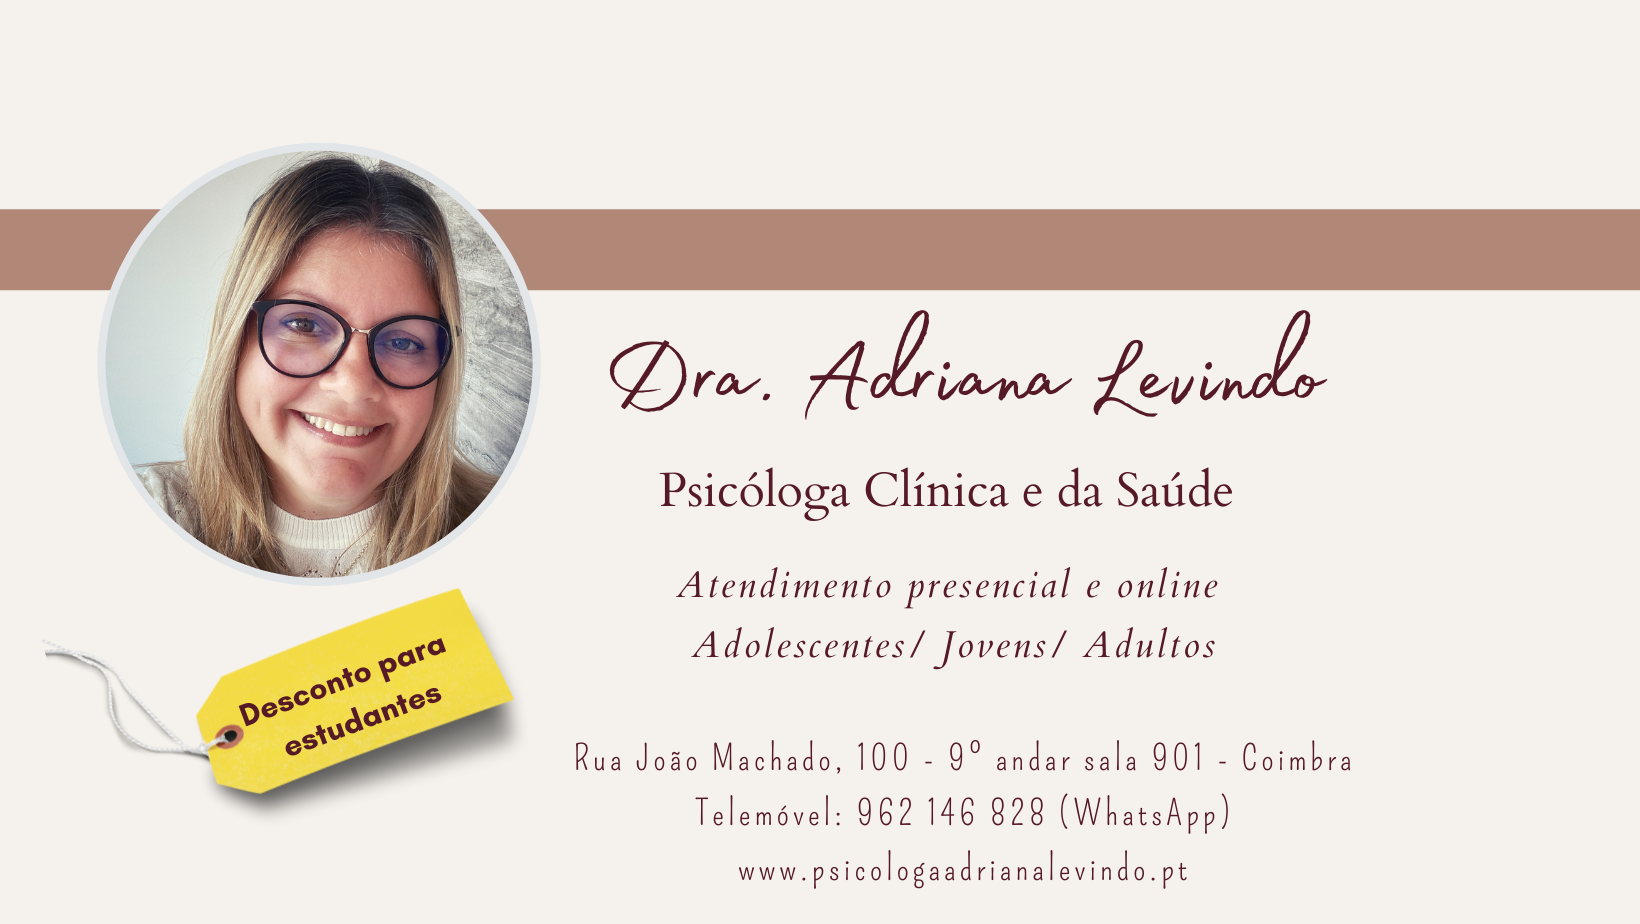 Dra. Adriana Levindo
Psicóloga Clínica e da Saúde
Atendimento presencial e online
Adolescentes/ Jovens/ Adultos
Desconto para
estudantes
Rua João Machado, 100 - 9º andar sala 901 - Coimbra
Telemóvel: 962 146 828 (WhatsApp)
www.psicologaadrianalevindo.pt